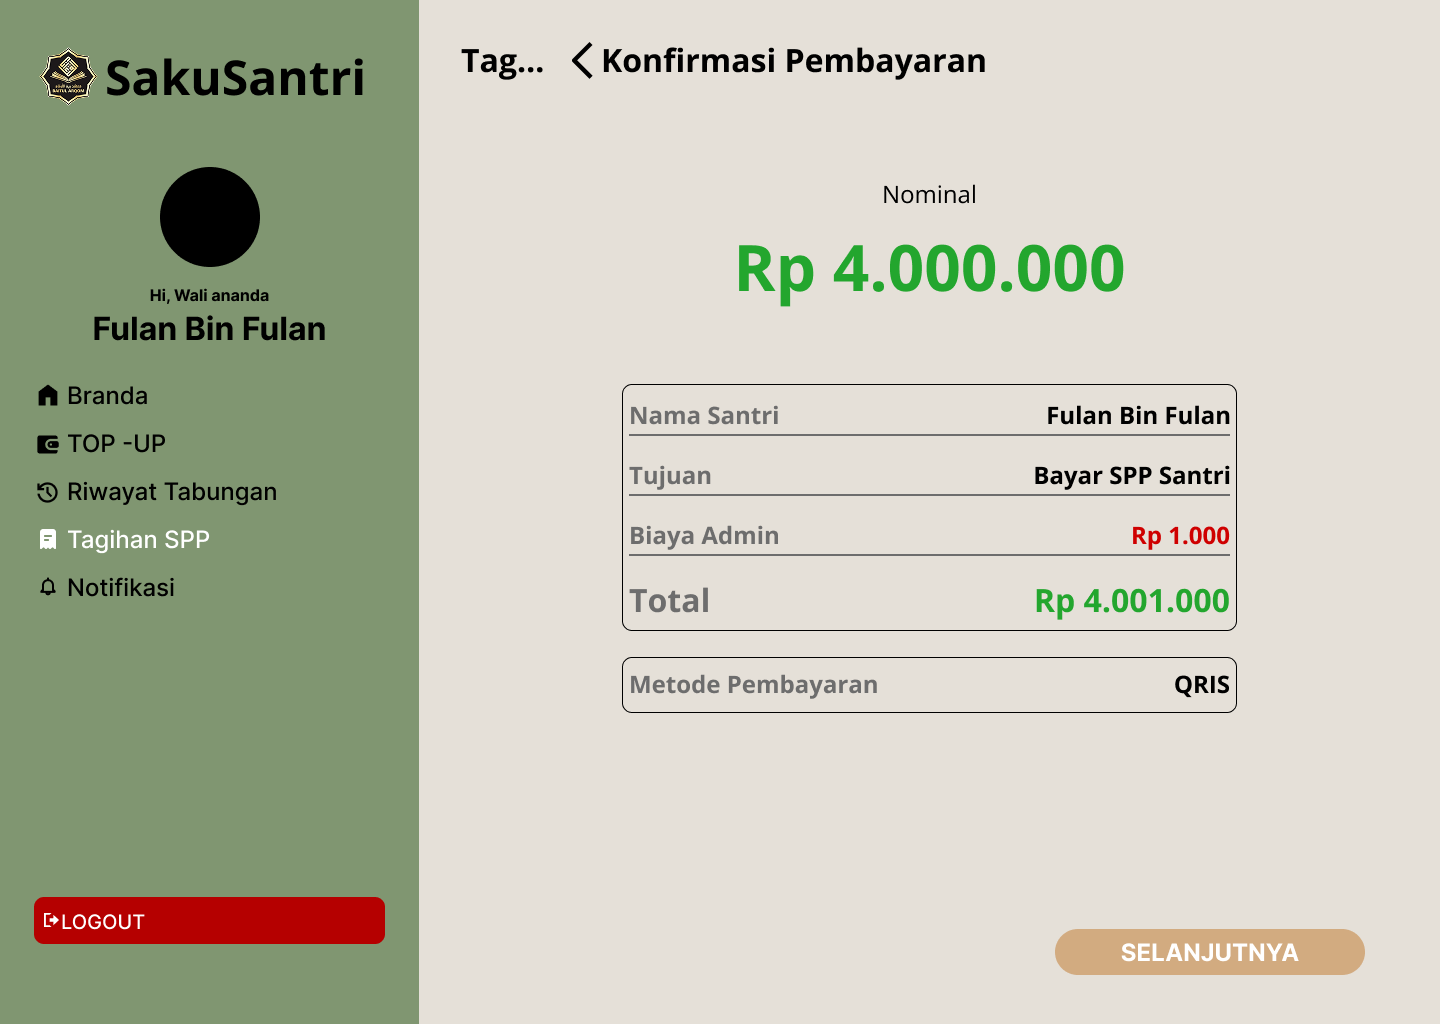 SakuSantri
Hi, Wali ananda
Fulan Bin Fulan
Branda
TOP -UP
Riwayat Tabungan
Tagihan SPP
Notifikasi
LOGOUT
Tag... Konfirmasi Pembayaran
Nominal
Rp 4.000.000
Nama Santri Fulan Bin Fulan
Tujuan Bayar SPP Santri
Biaya Admin Rp 1.000
Total Rp 4.001.000
Metode Pembayaran QRIS
SELANJUTNYA